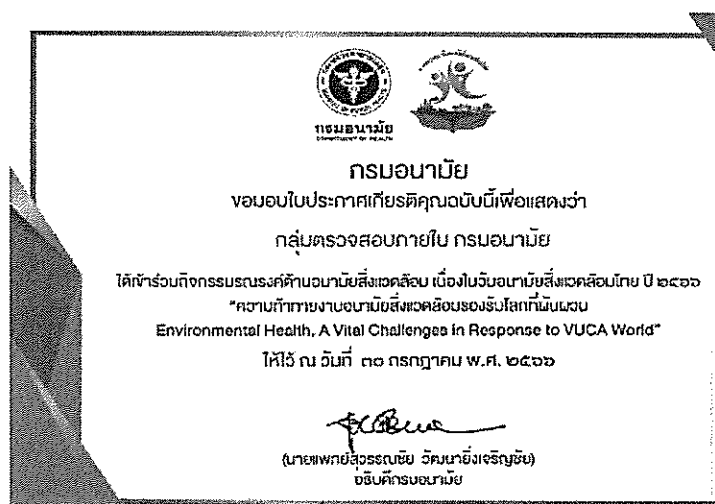 กรมอนามัย
DEPARTMENT OF HEALTH
กรมอนามัย
ขอมอบใบประกาศเกียรติคุณฉบับนี้เพื่อแสดงว่า
กลุ่มตรวจสอบภายใน กรมอนามัย
ได้เข้าร่วมกิจกรรมรณรงค์ด้านอนามัยสิ่งแวดล้อม เนื่องในวันอนามัยสิ่งแวดล้อมไทย ปี ๒๕๖๖
"ความท้าทายงานอนามัยสิ่งแวดล้อมรองรับโลกที่ผันผวน
Environmental Health, A Vital Challenges in Response to VUCA World"
ให้ไว้ ณ วันที่ ๓๐ กรกฎาคม พ.ศ. ๒๕๖๖
(นายแพทย์สุวรรณชัย วัฒนายิ่งเจริญชัย)
อธิบดีกรมอนามัย